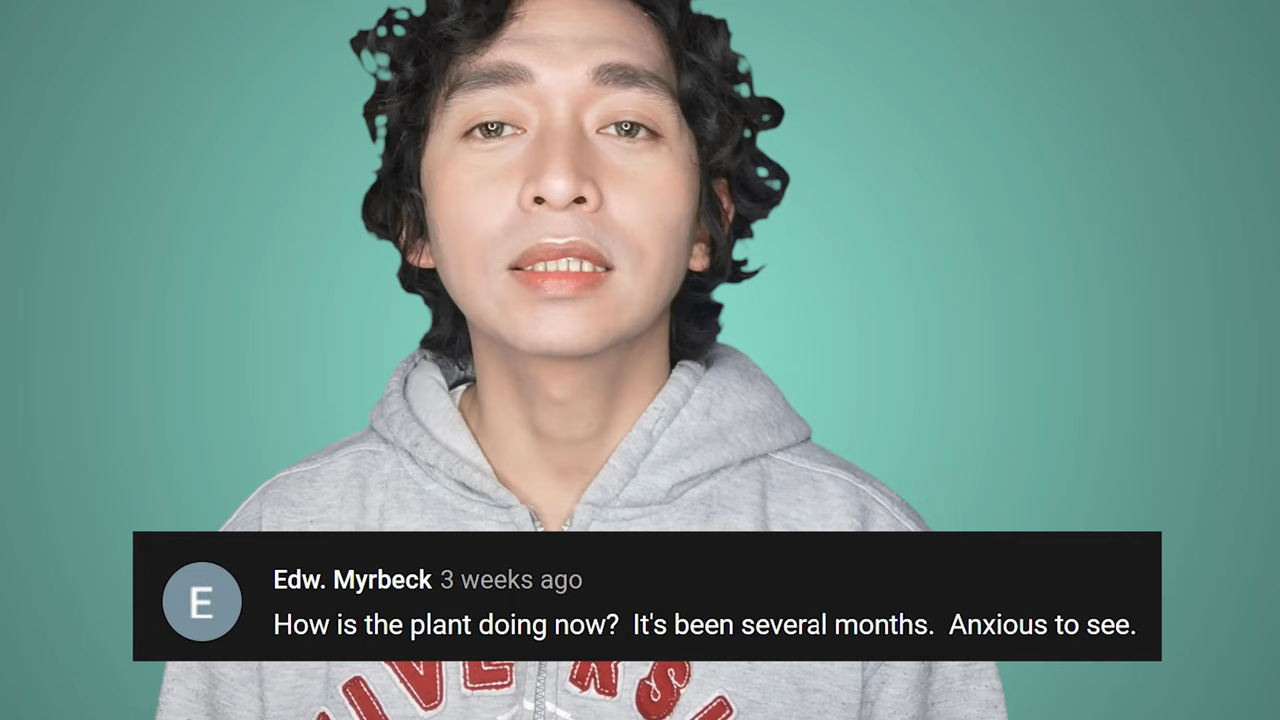 E
Edw. Myrbeck 3 weeks ago
How is the plant doing now?  It's been several months.  Anxious to see.